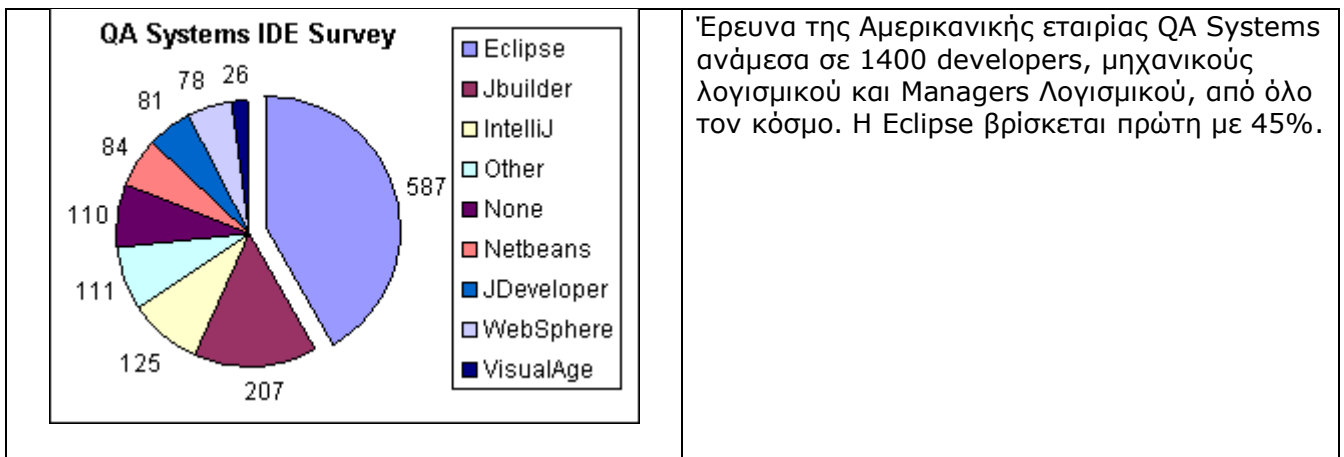 QA Systems IDE Survey
26
78
81
84
110
111
125
207
587
Eclipse
Jbuilder
IntelliJ
Other
None
Netbeans
JDeveloper
WebSphere
VisualAge
Έρευνα της Αμερικανικής εταιρίας QA Systems
ανάμεσα σε 1400 developers, μηχανικούς
λογισμικού και Managers Λογισμικού, από όλο
τον κόσμο. Η Eclipse βρίσκεται πρώτη με 45%.